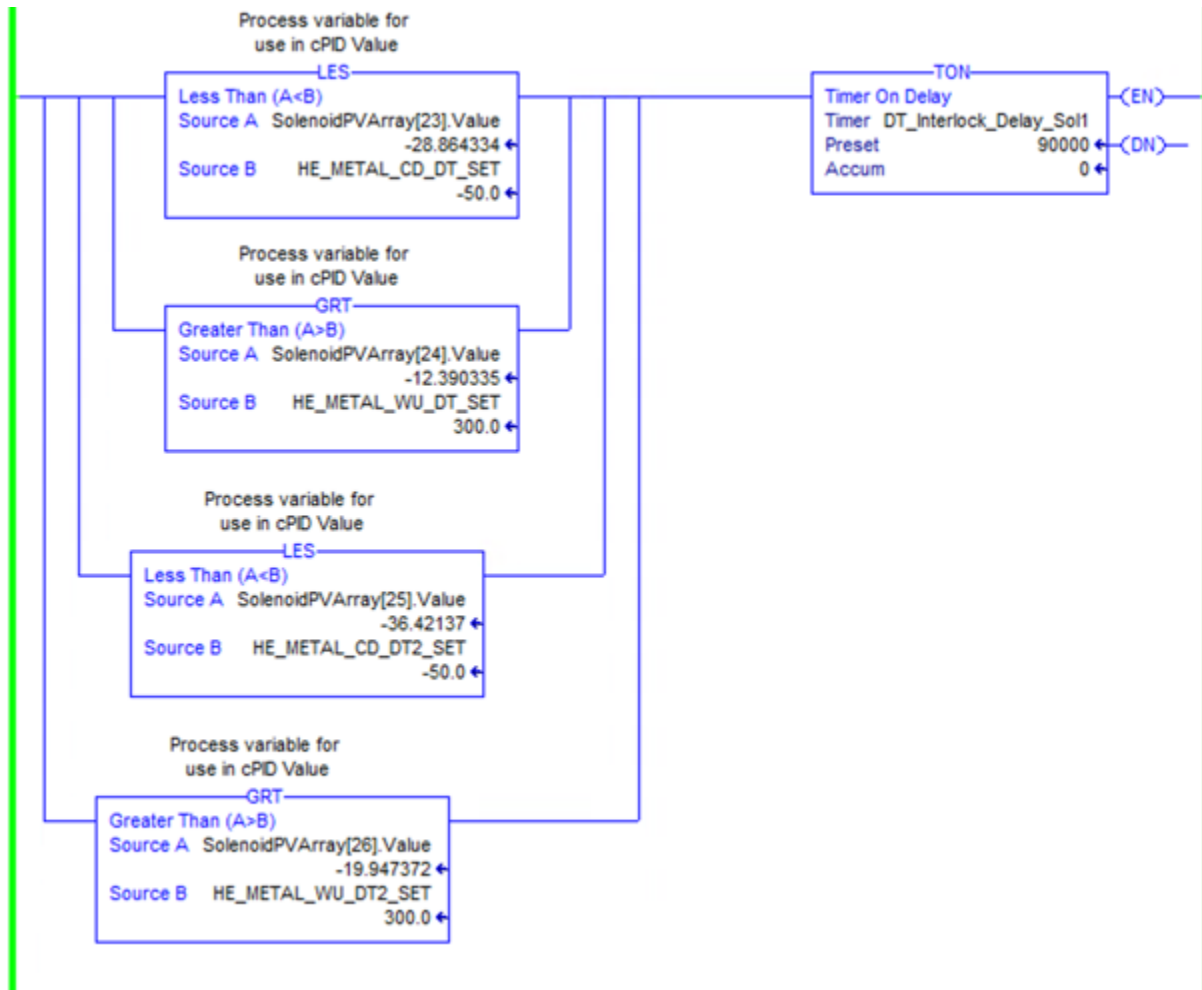 Process variable for
use in cPID Value
LES
Less Than (A<B)
Source A SolenoidPVArray[23].Value
-28.864334
Source B HE_METAL_CD_DT_SET
-50.0
TON
Timer On Delay
Timer DT_Interlock_Delay_Sol1
Preset 90000
Accum 0
(EN)
(DN)
Process variable for
use in cPID Value
GRT
Greater Than (A>B)
Source A SolenoidPVArray[24].Value
-12.390335
Source B HE_METAL_WU_DT_SET
300.0
Process variable for
use in cPID Value
LES
Less Than (A<B)
Source A SolenoidPVArray[25].Value
-36.42137
Source B HE_METAL_CD_DT2_SET
-50.0
Process variable for
use in cPID Value
GRT
Greater Than (A>B)
Source A SolenoidPVArray[26].Value
-19.947372
Source B HE_METAL_WU_DT2_SET
300.0